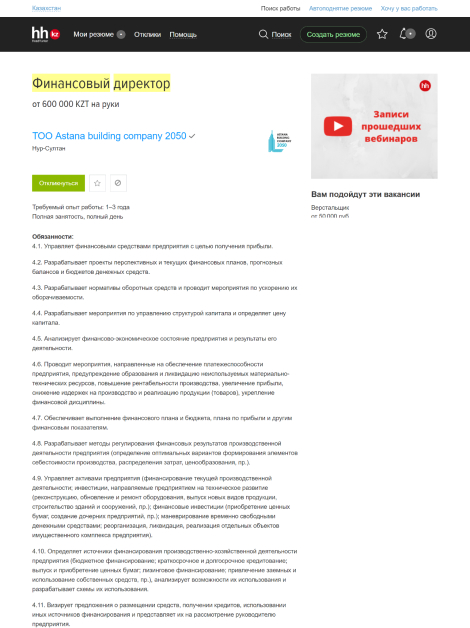 Казахстан
Поиск работы
Автоподнятие резюме
Хочу у вас работать
hh kz
Мои резюме
Отклики
Помощь
Поиск
Создать резюме
Финансовый директор
от 600 000 KZT на руки
ТОО Astana building company 2050
Нур-Султан
ASTANA
BUILDING
COMPANY
2050
Откликнуться
Требуемый опыт работы: 1–3 года
Полная занятость, полный день
hh
Записи
прошедших
вебинаров
Вам подойдут эти вакансии
Верстальщик
от 50 000 руб.
Обязанности:
4.1. Управляет финансовыми средствами предприятия с целью получения прибыли.
4.2. Разрабатывает проекты перспективных и текущих финансовых планов, прогнозных
балансов и бюджетов денежных средств.
4.3. Разрабатывает нормативы оборотных средств и проводит мероприятия по ускорению их
оборачиваемости.
4.4. Разрабатывает мероприятия по управлению структурой капитала и определяет цену
капитала.
4.5. Анализирует финансово-экономическое состояние предприятия и результаты его
деятельности.
4.6. Проводит мероприятия, направленные на обеспечение платежеспособности
предприятия, предупреждение образования и ликвидацию неиспользуемых материально-
технических ресурсов, повышение рентабельности производства, увеличение прибыли,
снижение издержек на производство и реализацию продукции (товаров), укрепление
финансовой дисциплины.
4.7. Обеспечивает выполнение финансового плана и бюджета, плана по прибыли и другим
финансовым показателям.
4.8. Разрабатывает методы регулирования финансовых результатов производственной
деятельности предприятия (определение оптимальных вариантов формирования элементов
себестоимости производства, распределения затрат, ценообразования, пр.).
4.9. Управляет активами предприятия (финансирование текущей производственной
деятельности; инвестиции, направляемые предприятием на техническое развитие
(реконструкцию, обновление и ремонт оборудования, выпуск новых видов продукции,
строительство зданий и сооружений, пр.); финансовые инвестиции (приобретение ценных
бумаг, создание дочерних предприятий, пр.); маневрирование временно свободными
денежными средствами; реорганизация, ликвидация, реализация отдельных объектов
имущественного комплекса предприятия).
4.10. Определяет источники финансирования производственно-хозяйственной деятельности
предприятия (бюджетное финансирование; краткосрочное и долгосрочное кредитование;
выпуск и приобретение ценных бумаг; лизинговое финансирование; привлечение заемных и
использование собственных средств, пр.), анализирует возможности их использования и
разрабатывает схемы их использования.
4.11. Визирует предложения о размещении средств, получении кредитов, использовании
иных источников финансирования и представляет их на рассмотрение руководителю
предприятия.